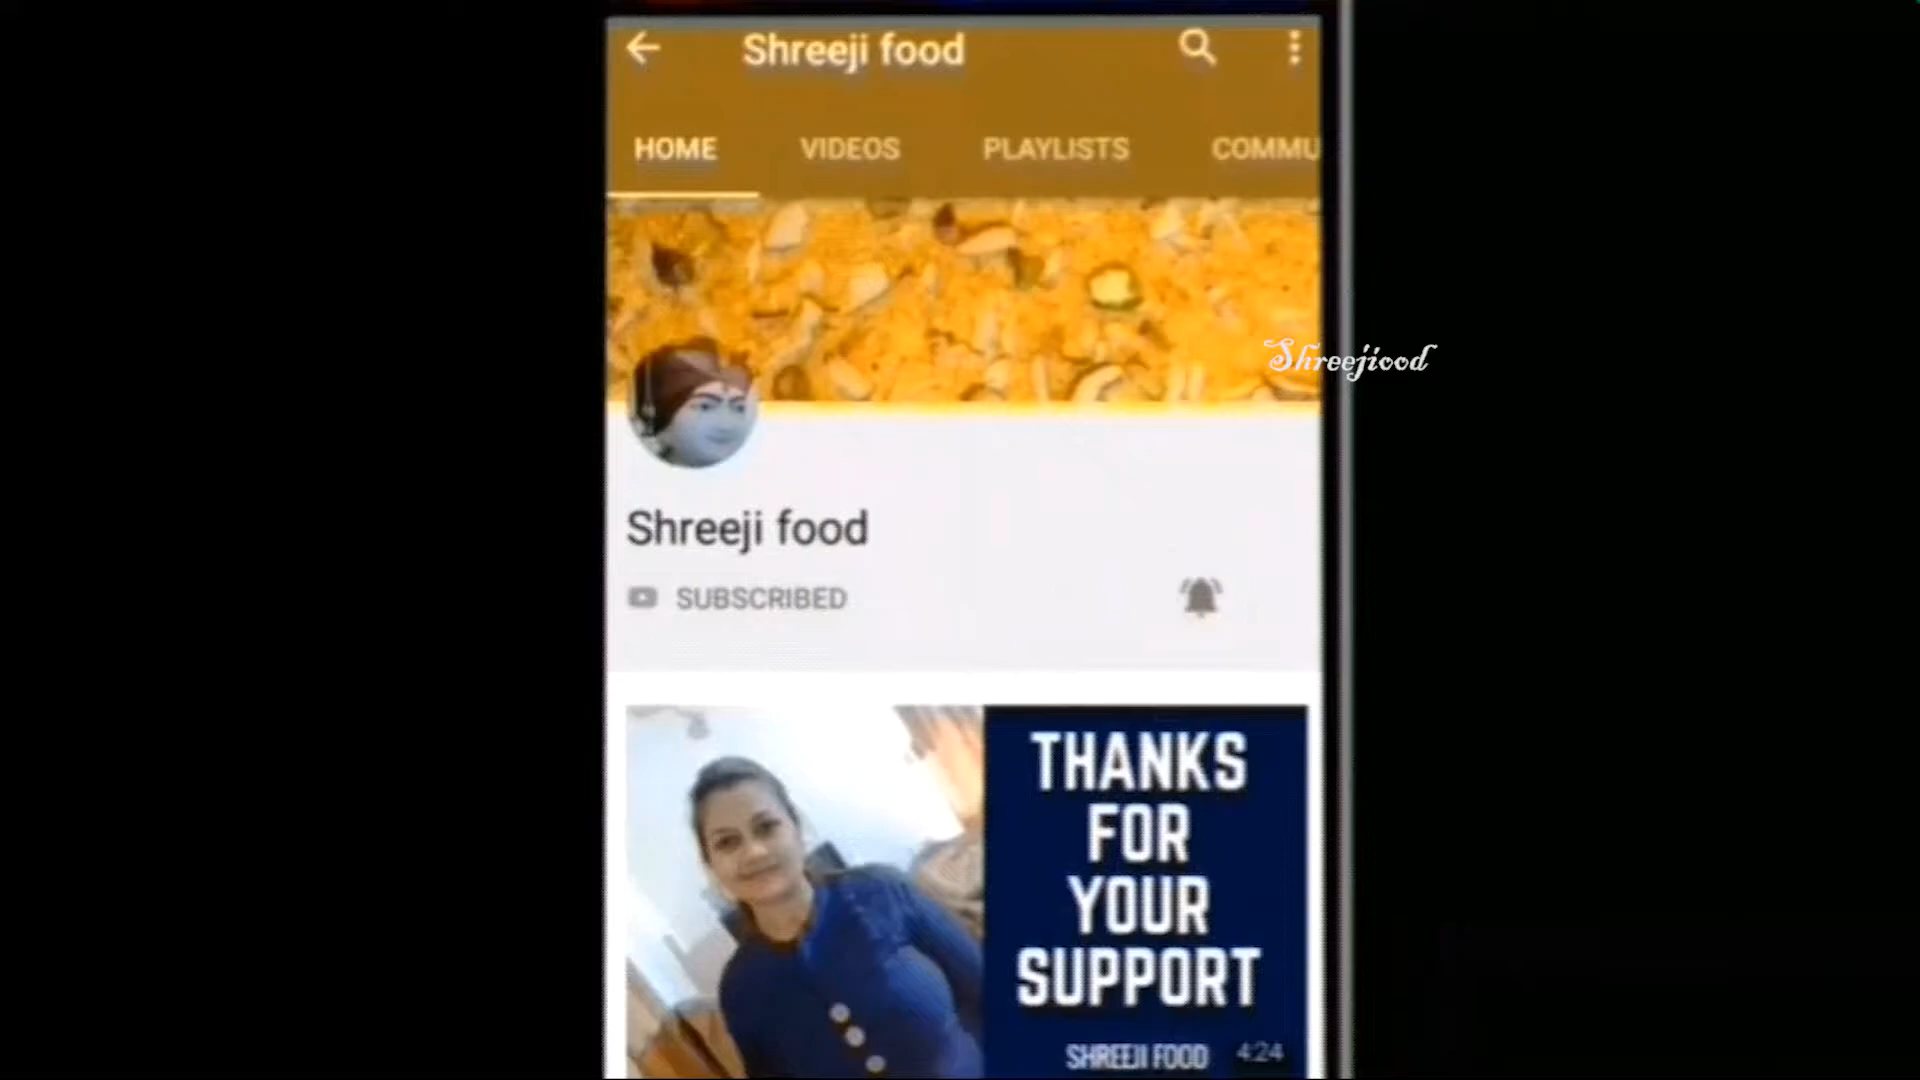 Shreeji food
HOME VIDEOS PLAYLISTS COMMU
Shreejiood
Shreeji food
SUBSCRIBED
THANKS
FOR
YOUR
SUPPORT
SHREEJI FOOD 4:24